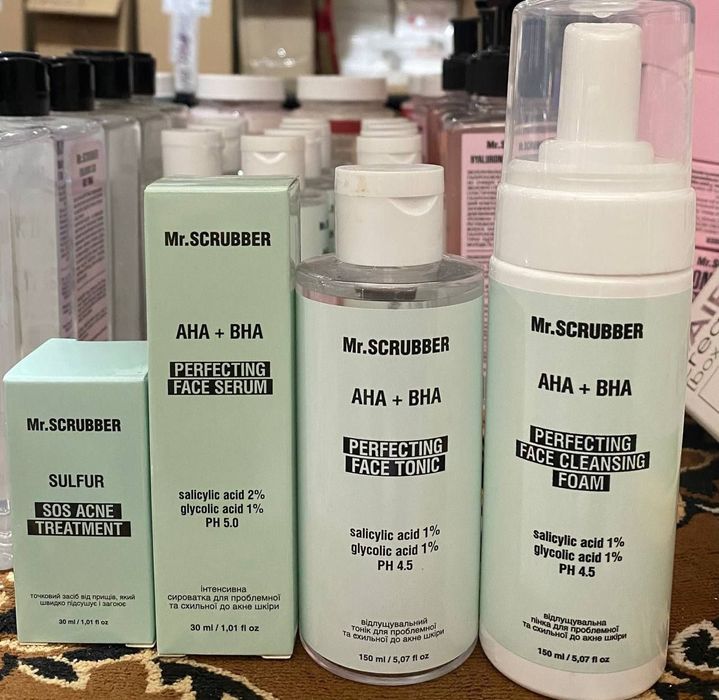 Mr.SCRUBBER
SULFUR
SOS ACNE
TREATMENT
точковий засіб від прищів, який
швидко підсушує і загоює
30 ml / 1,01 fl oz
Mr.SCRUBBER
AHA + BHA
PERFECTING
FACE SERUM
salicylic acid 2%
glycolic acid 1%
PH 5.0
інтенсивна
сироватка для проблемної
та схильної до акне шкіри
30 ml / 1,01 fl oz
Mr.SCRUBBER
AHA + BHA
PERFECTING
FACE TONIC
salicylic acid 1%
glycolic acid 1%
PH 4.5
відлущувальний
тонік для проблемної
та схильної до акне шкіри
150 ml / 5,07 fl oz
Mr.SCRUBBER
AHA + BHA
PERFECTING
FACE CLEANSING
FOAM
salicylic acid 1%
glycolic acid 1%
PH 4.5
відлущувальна
пінка для проблемної
та схильної до акне шкіри
150 ml / 5,07 fl oz
Mr.SCRUBBER